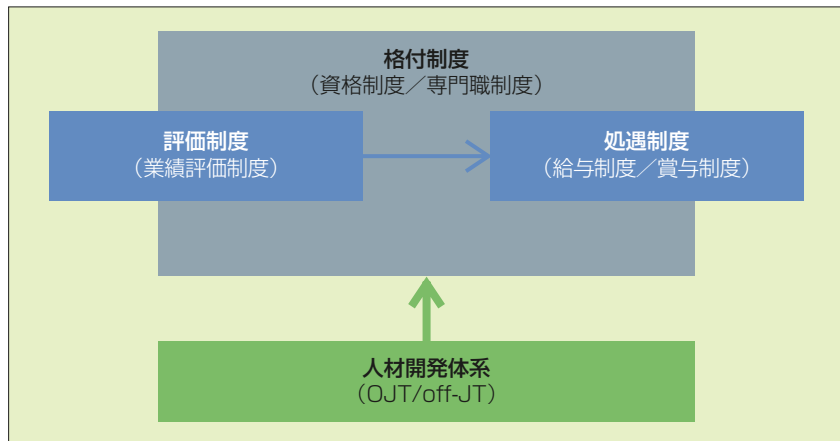 格付制度
（資格制度／専門職制度）
評価制度
（業績評価制度）
処遇制度
（給与制度／賞与制度）
人材開発体系
（OJT/off-JT）